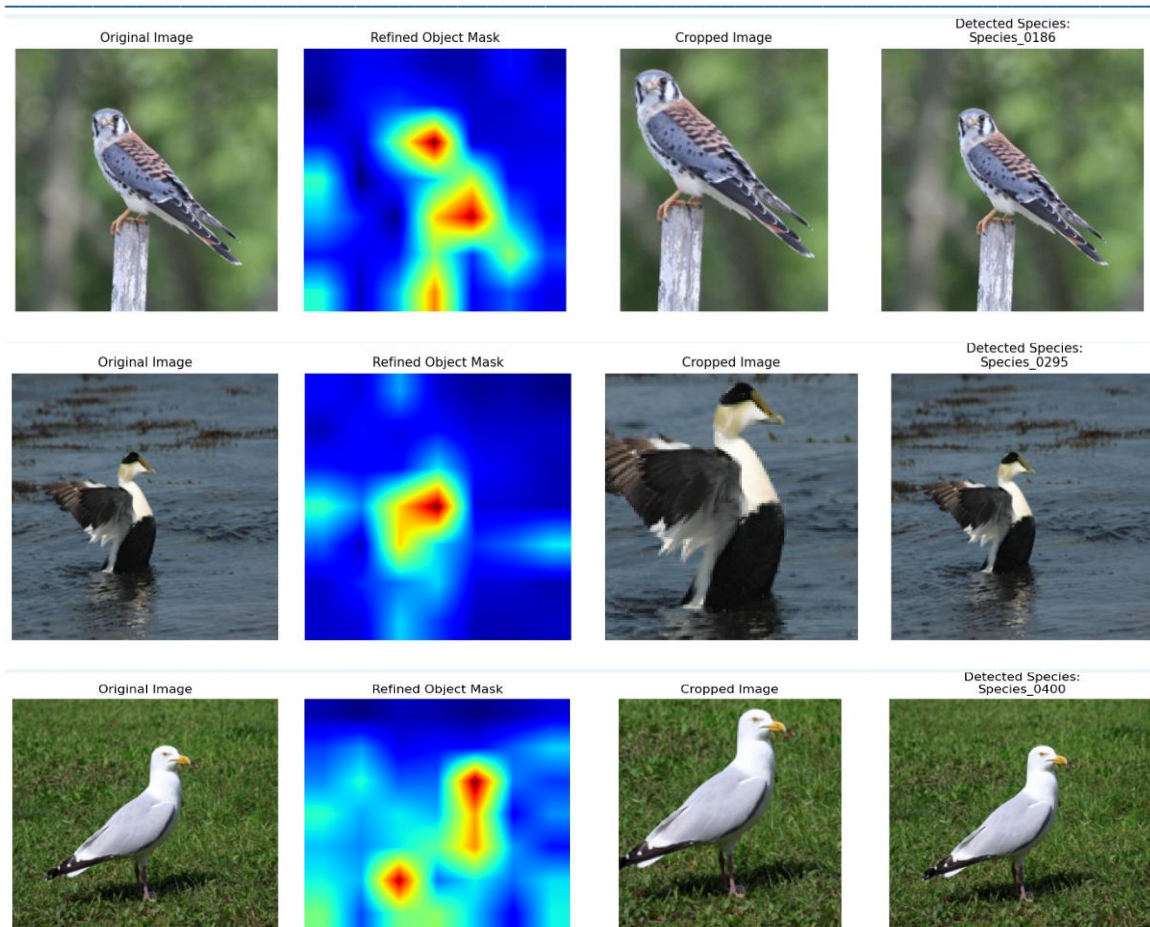 Original Image
Refined Object Mask
Cropped Image
Detected Species:
Species_0186
Original Image
Refined Object Mask
Cropped Image
Detected Species:
Species_0295
Original Image
Refined Object Mask
Cropped Image
Detected Species:
Species_0400